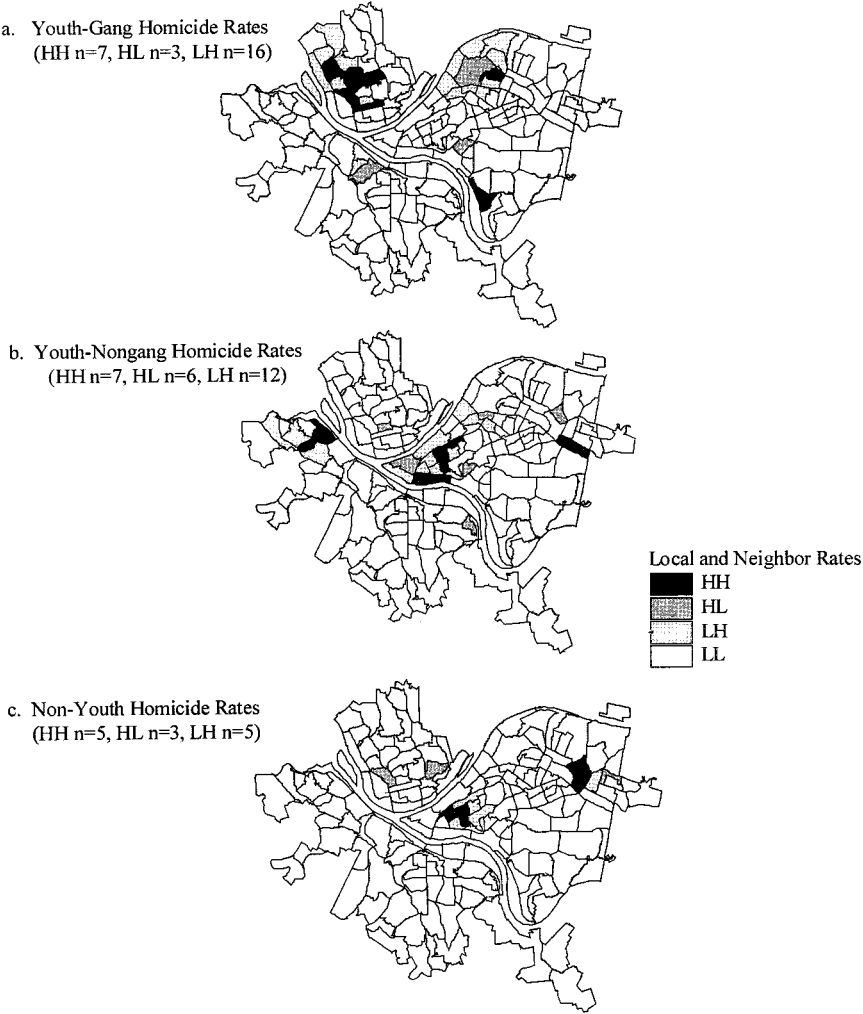 a. Youth-Gang Homicide Rates
(HH n=7, HL n=3, LH n=16)
b. Youth-Nongang Homicide Rates
(HH n=7, HL n=6, LH n=12)
Local and Neighbor Rates
HH
HL
LH
LL
c. Non-Youth Homicide Rates
(HH n=5, HL n=3, LH n=5)